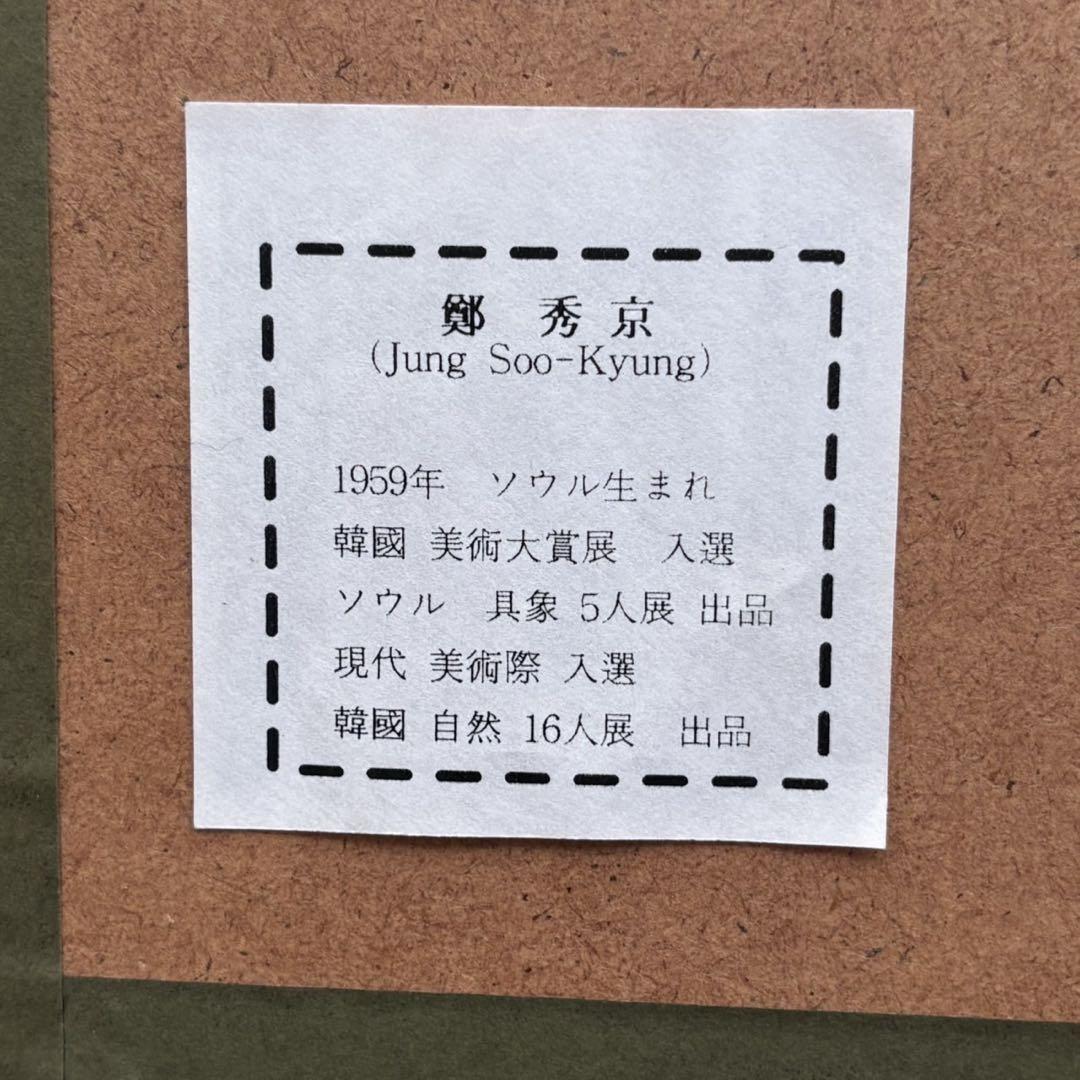 鄭 秀京
(Jung Soo-Kyung)
1959年 ソウル生まれ
韓國 美術大賞展 入選
ソウル 具象 5人展 出品
現代 美術際 入選
韓國 自然 16人展 出品